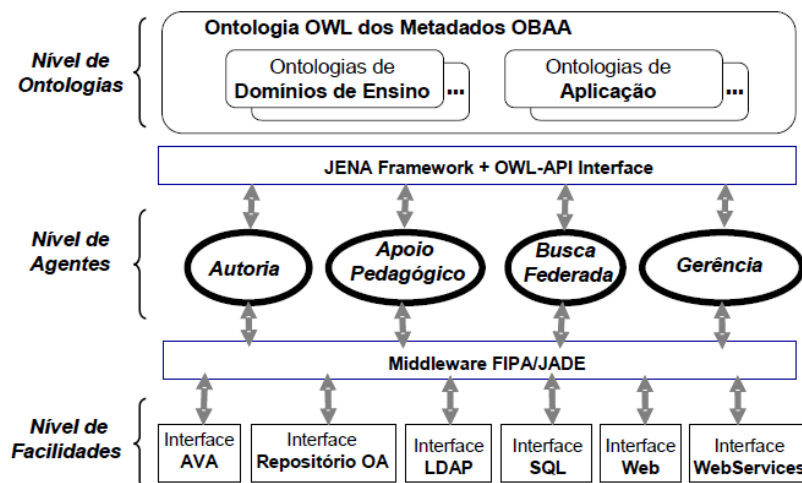 Nível de
Ontologias
Ontologia OWL dos Metadados OBAA
Ontologias de
Domínios de Ensino
...
Ontologias de
Aplicação
...
JENA Framework + OWL-API Interface
Nível de
Agentes
Autoria
Apoio
Pedagógico
Busca
Federada
Gerência
Middleware FIPA/JADE
Nível de
Facilidades
Interface
AVA
Interface
Repositório OA
Interface
LDAP
Interface
SQL
Interface
Web
Interface
WebServices